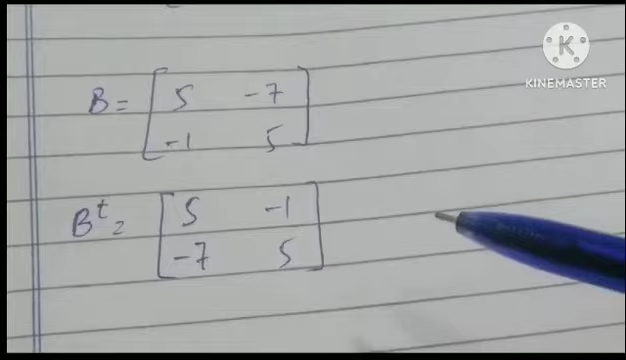 K
KINEMASTER
B = [ 5 -7
-1 5 ]
B^t = [ 5 -1
-7 5 ]